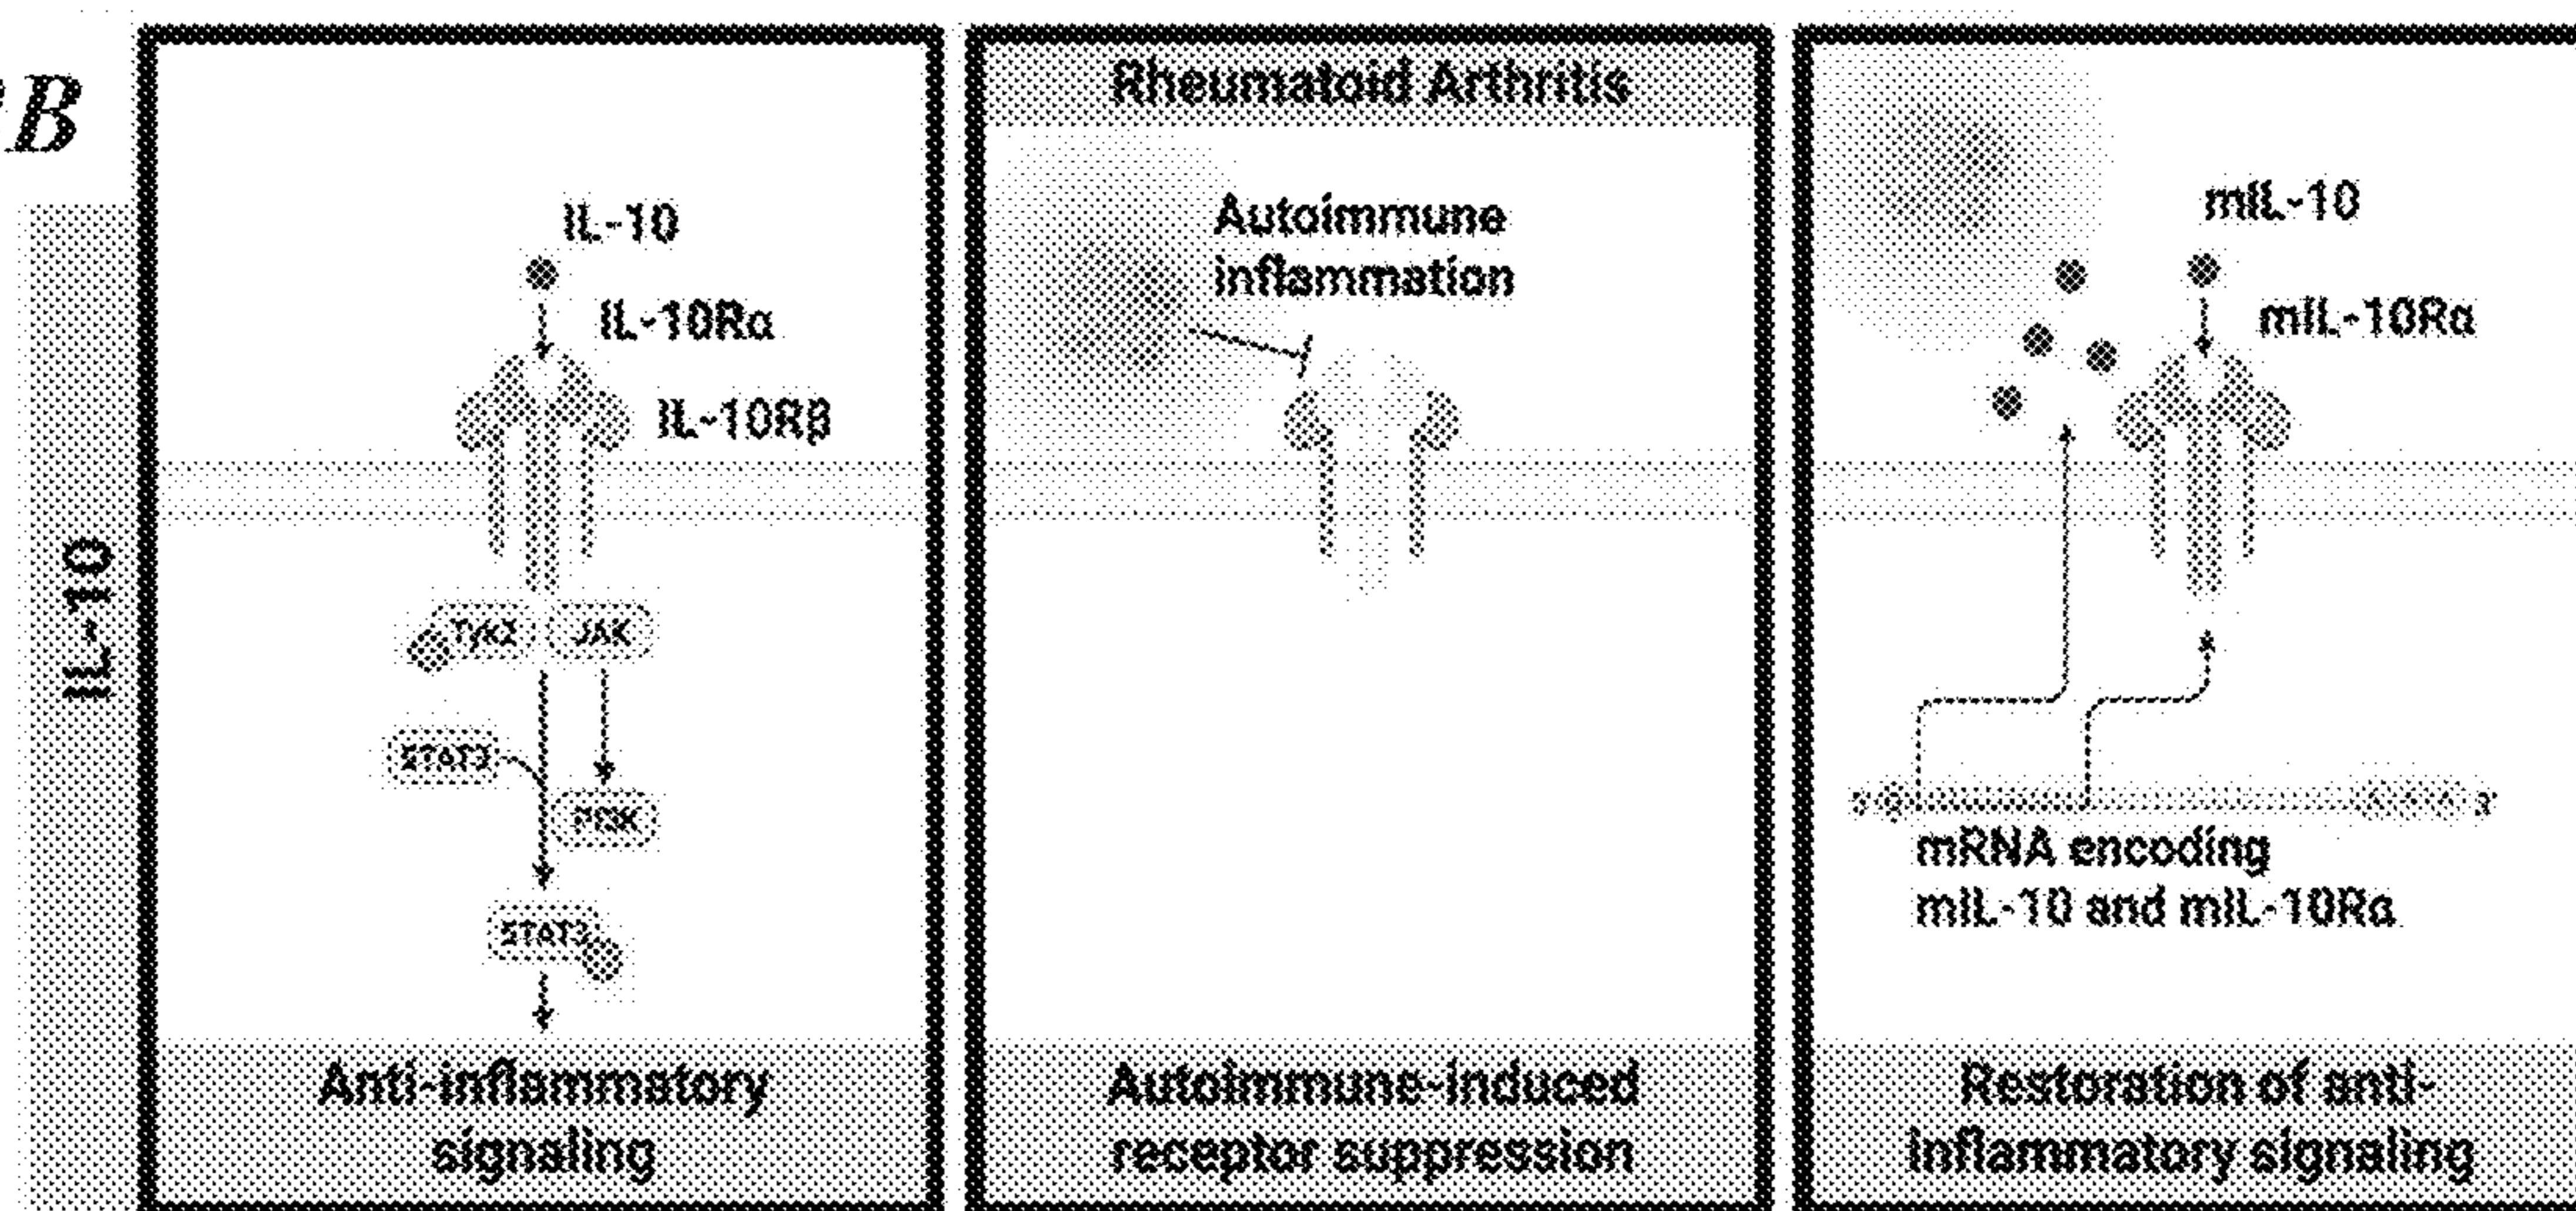 B
IL-10
IL-10
IL-10Rα
IL-10Rβ
Tyk2
JAK
STAT3
PI3K
STAT3
Anti-inflammatory
signaling
Rheumatoid Arthritis
Autoimmune
inflammation
Autoimmune-induced
receptor suppression
mIL-10
mIL-10Rα
3'
mRNA encoding
mIL-10 and mIL-10Rα
Restoration of anti-
inflammatory signaling